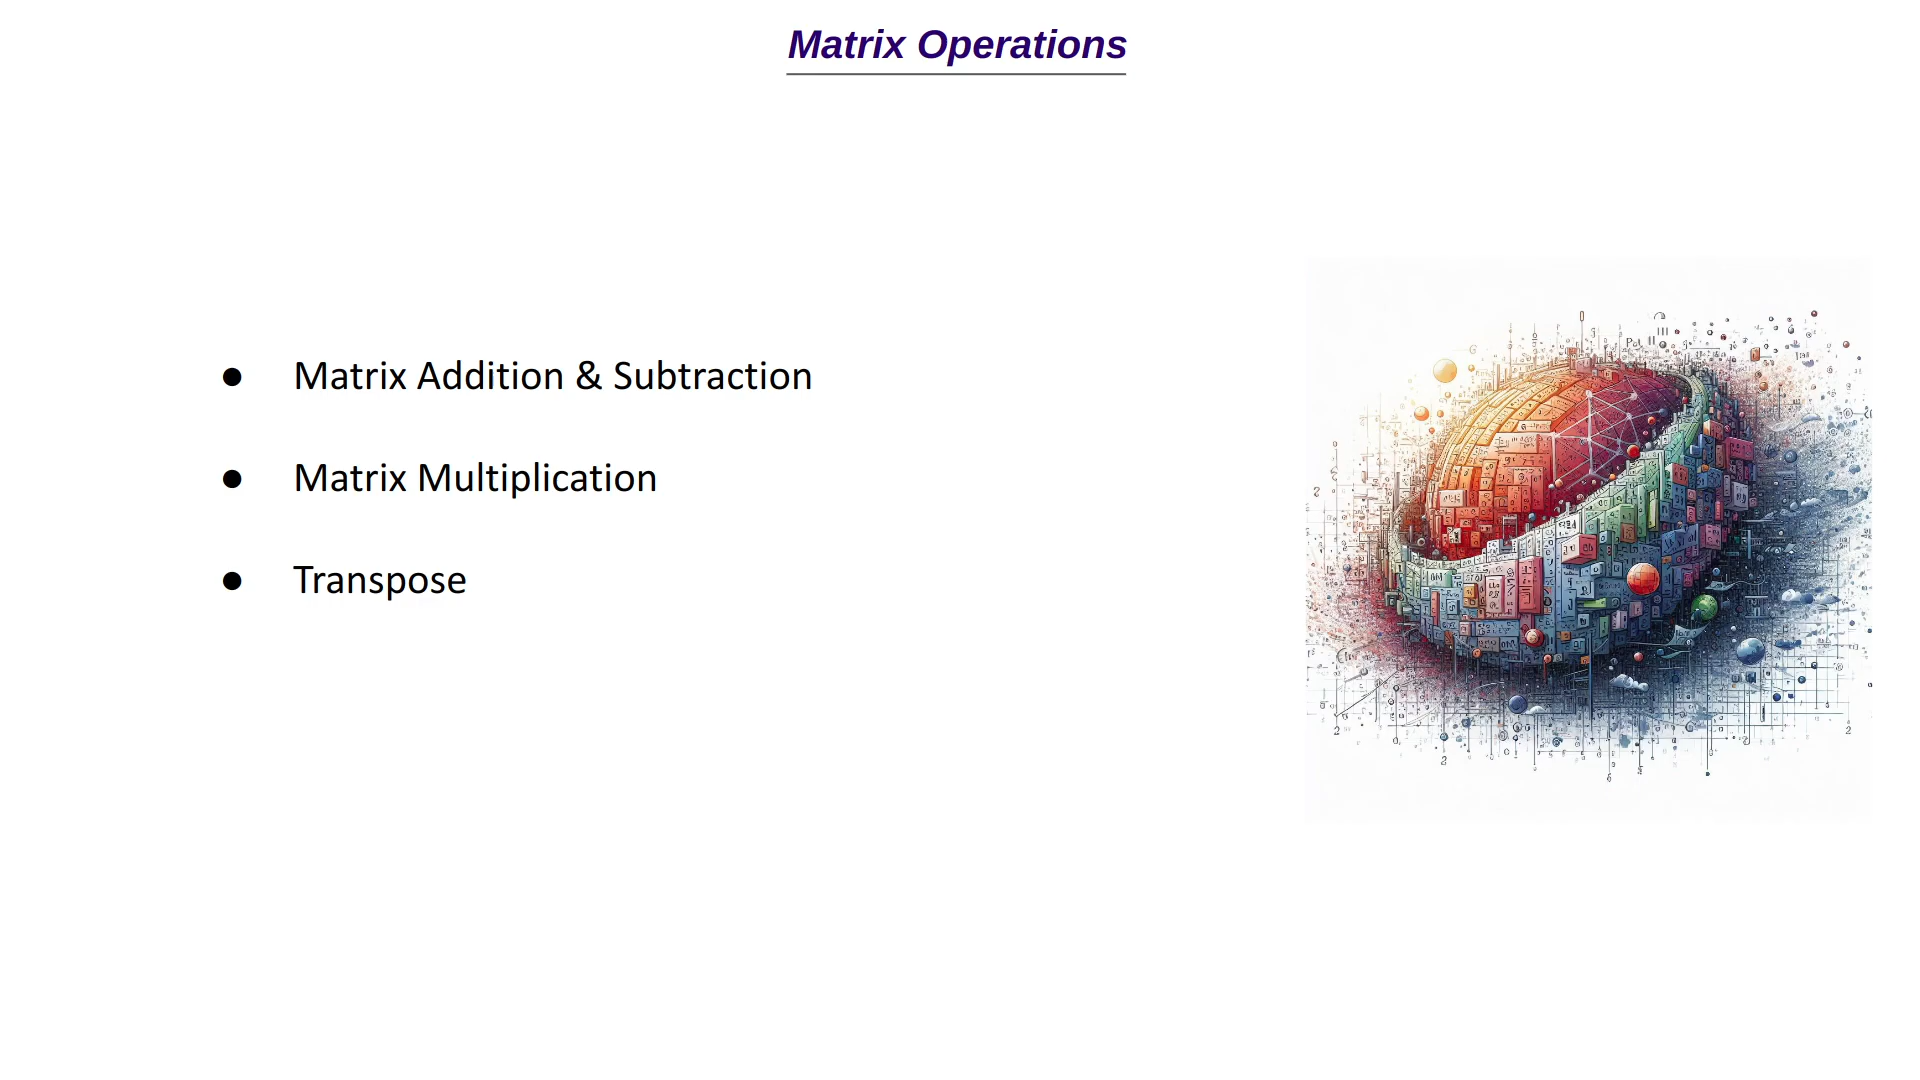 Matrix Operations
● Matrix Addition & Subtraction
● Matrix Multiplication
● Transpose